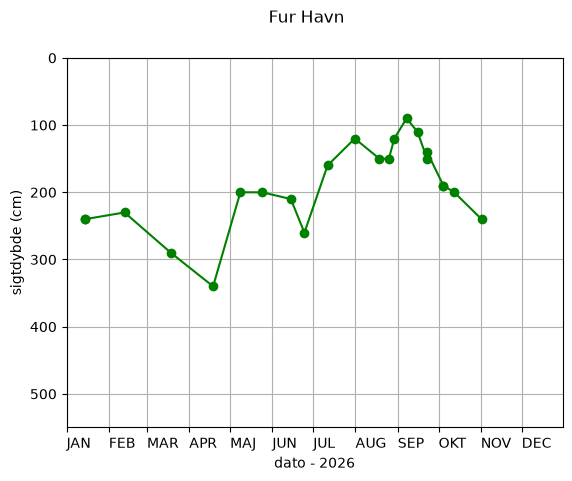 Fur Havn
0
100
200
300
400
500
sigtdybde (cm)
JAN FEB MAR APR MAJ JUN JUL AUG SEP OKT NOV DEC
dato - 2026